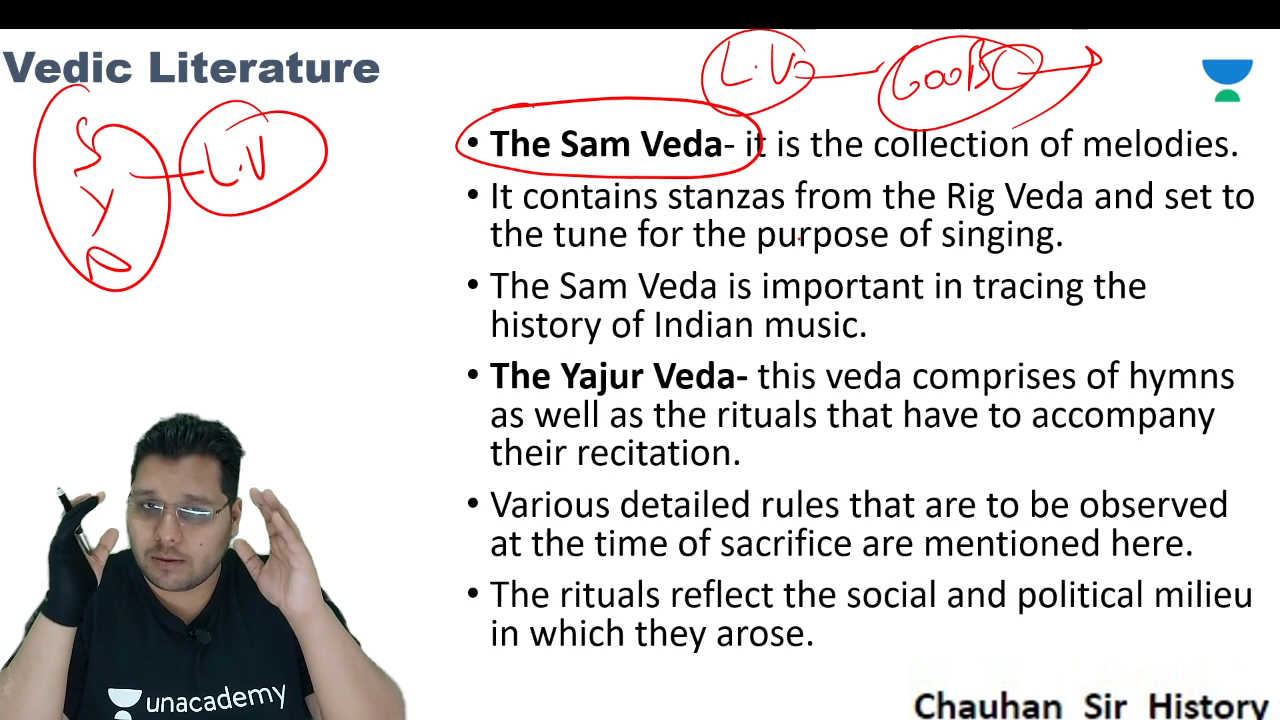 Vedic Literature
L.V
600BC
S
Y
A
L.V
• The Sam Veda- it is the collection of melodies.
• It contains stanzas from the Rig Veda and set to
the tune for the purpose of singing.
• The Sam Veda is important in tracing the
history of Indian music.
• The Yajur Veda- this veda comprises of hymns
as well as the rituals that have to accompany
their recitation.
• Various detailed rules that are to be observed
at the time of sacrifice are mentioned here.
• The rituals reflect the social and political milieu
in which they arose.
unacademy
Chauhan Sir History